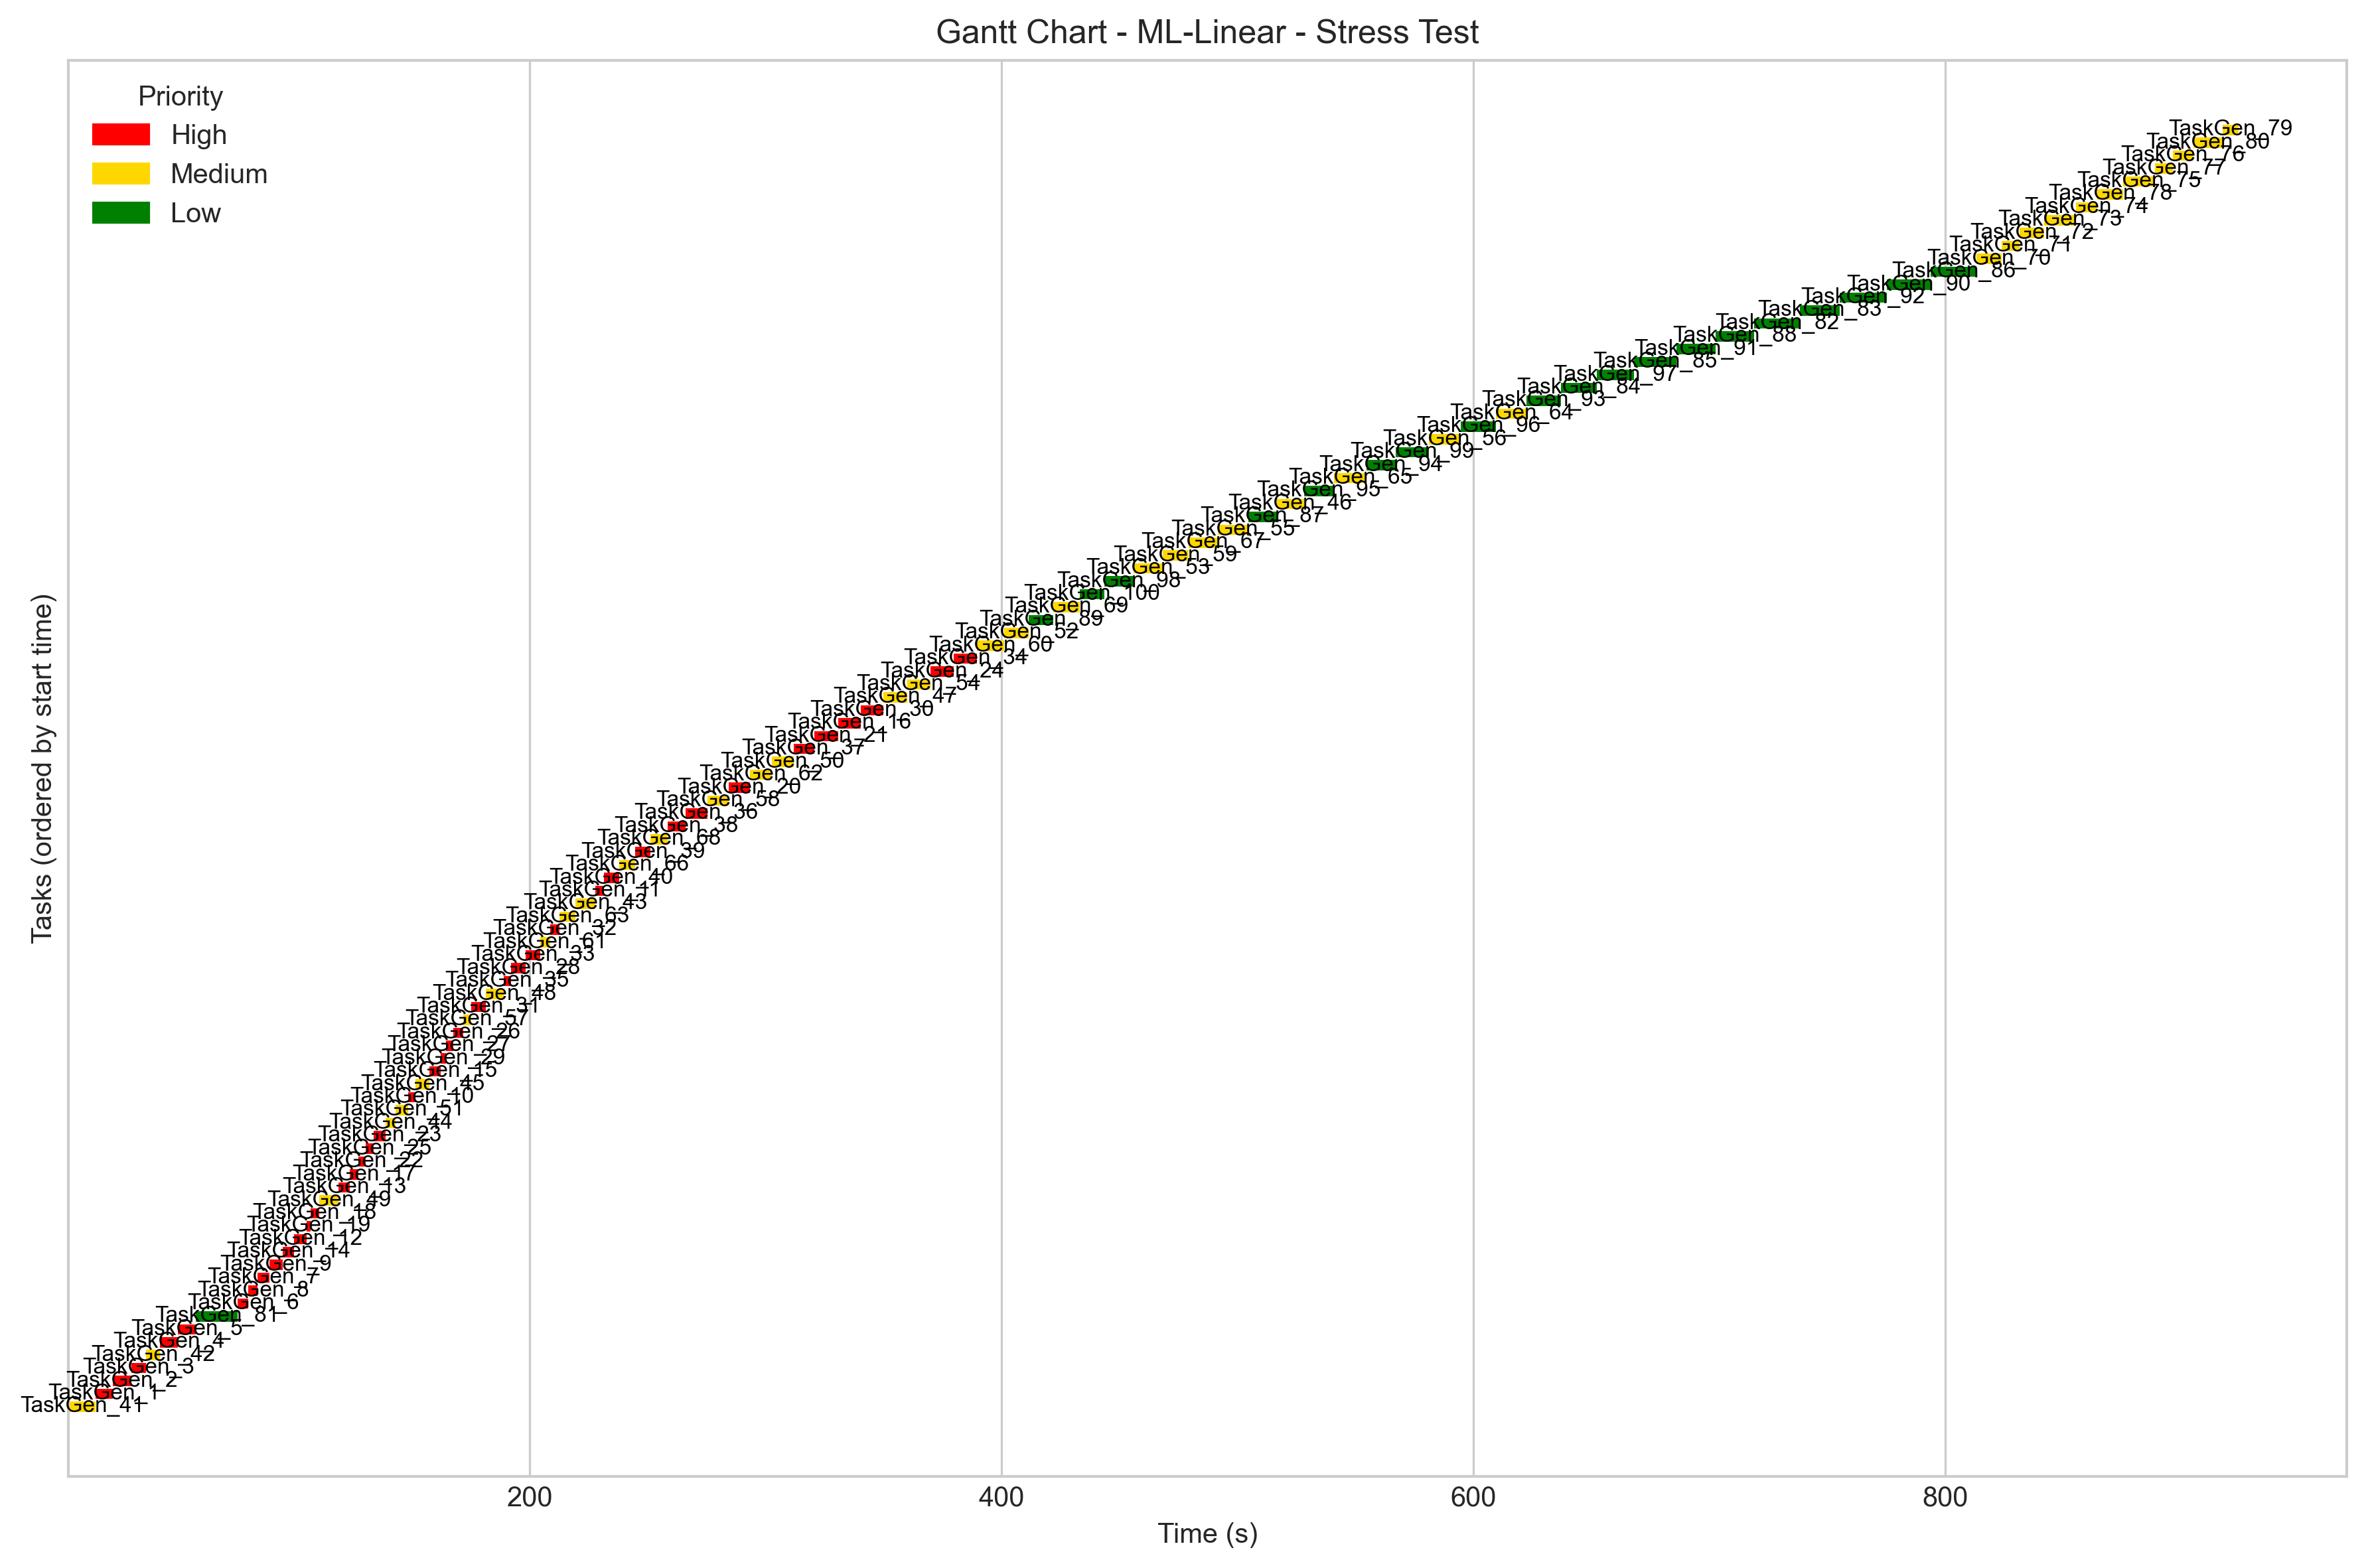 Gantt Chart - ML-Linear - Stress Test
Priority
High
Medium
Low
TaskGen_79
TaskGen_80
TaskGen_76
TaskGen_77
TaskGen_75
TaskGen_78
TaskGen_74
TaskGen_73
TaskGen_72
TaskGen_71
TaskGen_70
TaskGen_86
TaskGen_90
TaskGen_92
TaskGen_83
TaskGen_82
TaskGen_88
TaskGen_91
TaskGen_85
TaskGen_97
TaskGen_84
TaskGen_93
TaskGen_64
TaskGen_96
TaskGen_56
TaskGen_99
TaskGen_94
TaskGen_65
TaskGen_95
TaskGen_46
TaskGen_87
TaskGen_55
TaskGen_67
TaskGen_59
TaskGen_53
TaskGen_98
TaskGen_100
TaskGen_69
TaskGen_89
TaskGen_52
TaskGen_60
TaskGen_34
TaskGen_24
TaskGen_54
TaskGen_47
TaskGen_30
TaskGen_16
TaskGen_21
TaskGen_37
TaskGen_50
TaskGen_62
TaskGen_20
TaskGen_58
TaskGen_36
TaskGen_38
TaskGen_68
TaskGen_39
TaskGen_66
TaskGen_40
TaskGen_11
TaskGen_43
TaskGen_63
TaskGen_32
TaskGen_61
TaskGen_33
TaskGen_28
TaskGen_35
TaskGen_48
TaskGen_31
TaskGen_57
TaskGen_26
TaskGen_27
TaskGen_29
TaskGen_15
TaskGen_45
TaskGen_10
TaskGen_51
TaskGen_44
TaskGen_23
TaskGen_25
TaskGen_22
TaskGen_17
TaskGen_13
TaskGen_49
TaskGen_18
TaskGen_19
TaskGen_12
TaskGen_14
TaskGen_9
TaskGen_7
TaskGen_8
TaskGen_6
TaskGen_81
TaskGen_5
TaskGen_4
TaskGen_42
TaskGen_3
TaskGen_2
TaskGen_1
TaskGen_41
Tasks (ordered by start time)
200
400
600
800
Time (s)